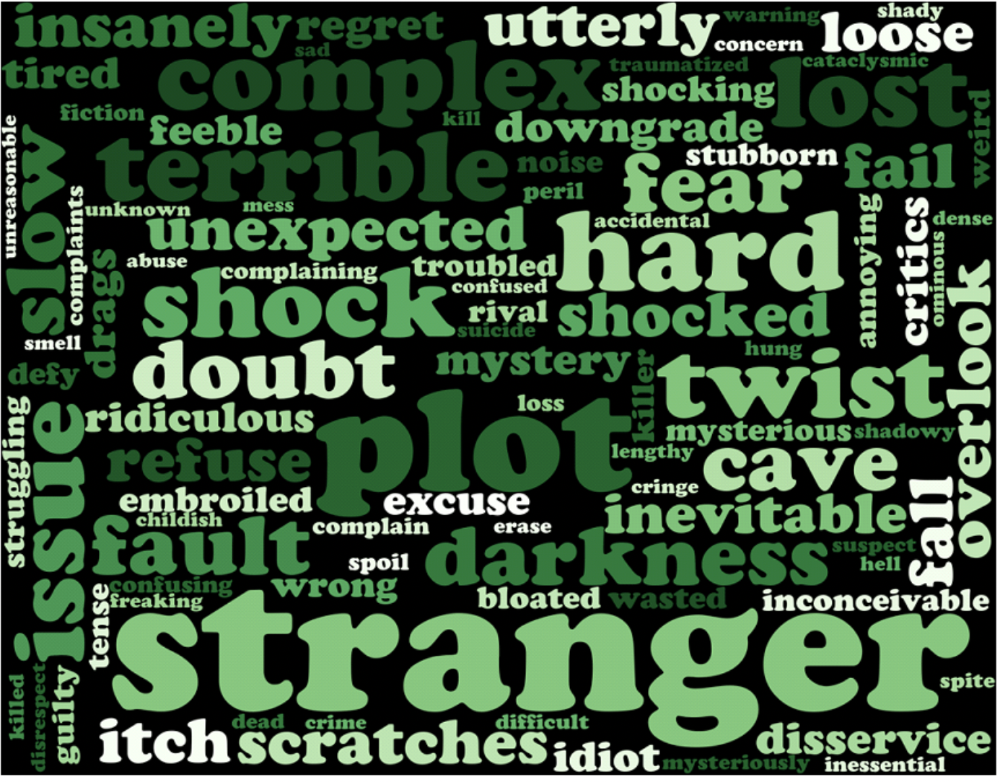 insanely
regret
utterly
warning
shady
concern
loose
sad
tired
complex
traumatized
cataclysmic
shocking
lost
fiction
feeble
kill
downgrade
weird
unreasonable
slow
terrible
noise
stubborn
fear
fail
peril
complaints
unknown
mess
unexpected
accidental
hard
annoying
critics
dense
ominous
drags
abuse
complaining
troubled
confused
shock
rival
suicide
shocked
overlook
smell
doubt
mystery
killer
hung
twist
defy
struggling
issue
ridiculous
plot
loss
mysterious
shadowy
refuse
lengthy
cave
embroiled
excuse
cringe
childish
complain
erase
inevitable
fall
fault
spoil
darkness
suspect
hell
confusing
wrong
tense
freaking
bloated
wasted
inconceivable
stranger
killed
disrespect
guilty
spite
itch
dead
crime
scratches
difficult
idiot
mysteriously
disservice
inessential